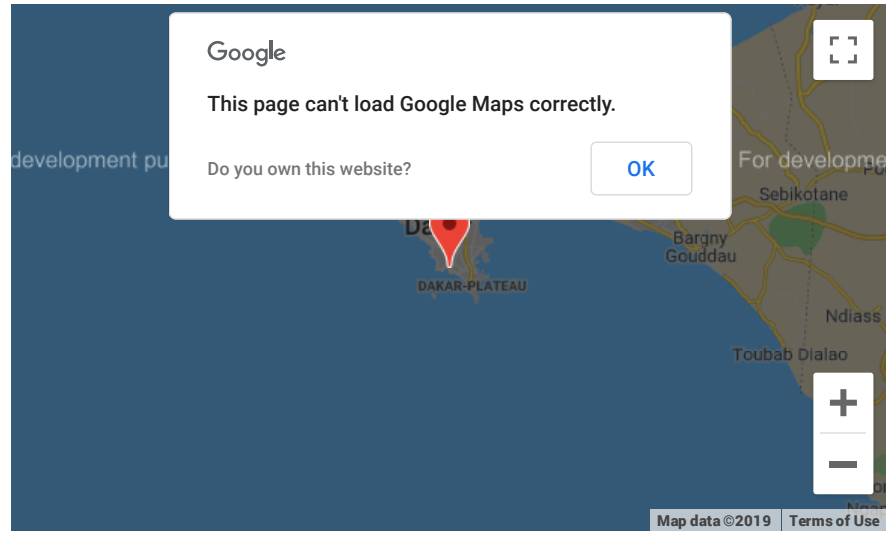 Google
This page can't load Google Maps correctly.
Do you own this website?
OK
development pu
For developme
Sebikotane
Bargny
Gouddau
DAKAR-PLATEAU
Ndiass
Toubab Dialao
Map data ©2019
Terms of Use